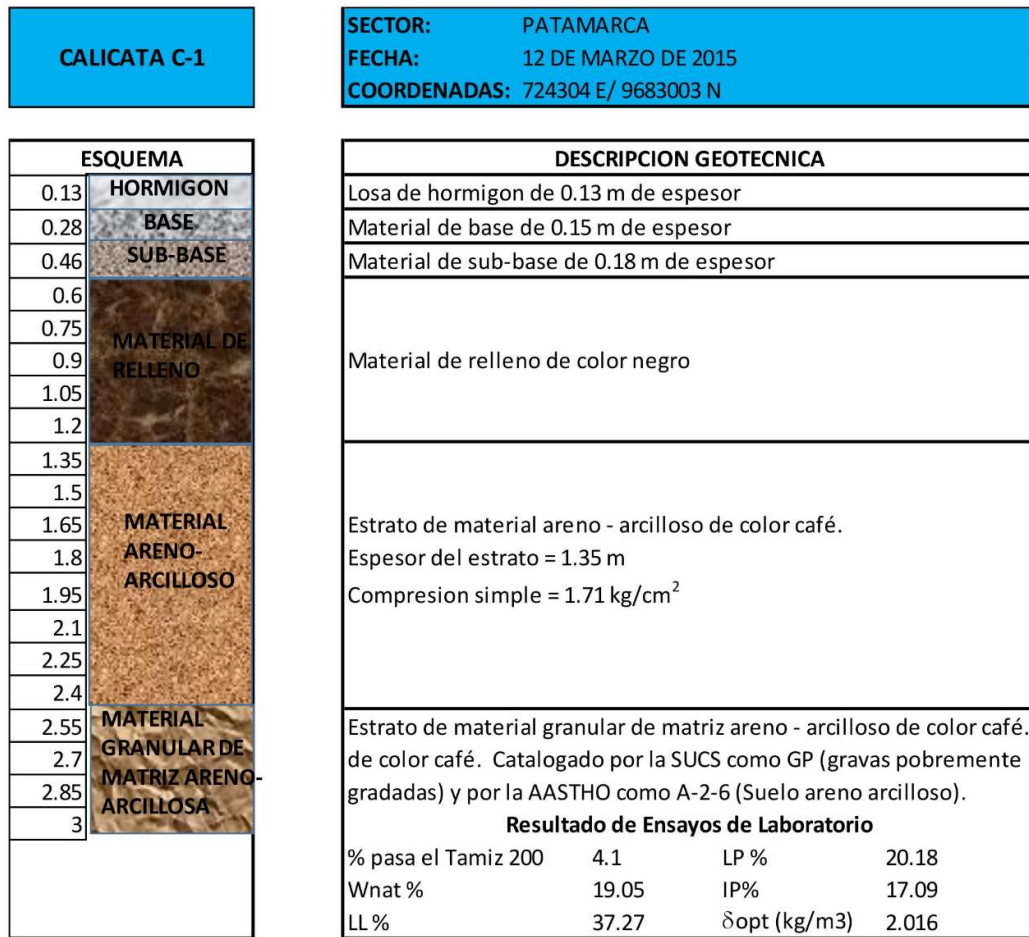 CALICATA C-1
SECTOR: PATAMARCA
FECHA: 12 DE MARZO DE 2015
COORDENADAS: 724304 E/ 9683003 N
ESQUEMA
0.13 HORMIGON
0.28 BASE
0.46 SUB-BASE
0.6
0.75
MATERIAL DE
0.9
RELLENO
1.05
1.2
1.35
1.5
1.65 MATERIAL
1.8 ARENO-
ARCILLOSO
1.95
2.1
2.25
2.4
2.55 MATERIAL
GRANULAR DE
2.7
MATRIZ ARENO-
2.85
ARCILLOSA
3
DESCRIPCION GEOTECNICA
Losa de hormigon de 0.13 m de espesor
Material de base de 0.15 m de espesor
Material de sub-base de 0.18 m de espesor
Material de relleno de color negro
Estrato de material areno - arcilloso de color café.
Espesor del estrato = 1.35 m
Compresion simple = 1.71 kg/cm²
Estrato de material granular de matriz areno - arcilloso de color café.
de color café. Catalogado por la SUCS como GP (gravas pobremente
gradadas) y por la AASTHO como A-2-6 (Suelo areno arcilloso).
Resultado de Ensayos de Laboratorio
% pasa el Tamiz 200 4.1 LP % 20.18
Wnat % 19.05 IP% 17.09
LL % 37.27 δopt (kg/m3) 2.016